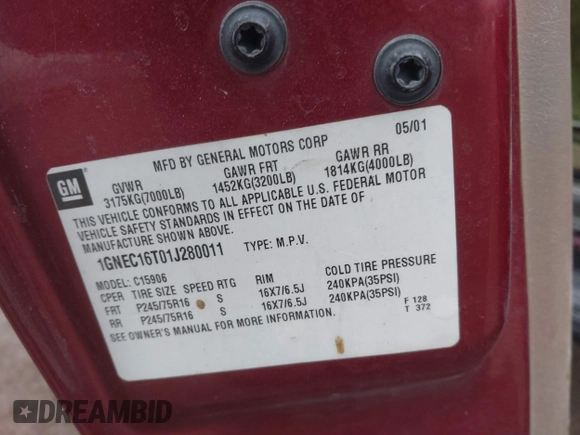 GM
MFD BY GENERAL MOTORS CORP 05/01
GVWR GAWR FRT GAWR RR
3175KG(7000LB) 1452KG(3200LB) 1814KG(4000LB)
THIS VEHICLE CONFORMS TO ALL APPLICABLE U.S. FEDERAL MOTOR
VEHICLE SAFETY STANDARDS IN EFFECT ON THE DATE OF
MANUFACTURE SHOWN ABOVE.
1GNEC16T01J280011 TYPE: M.P.V.
MODEL: C15906
CPER TIRE SIZE SPEED RTG RIM COLD TIRE PRESSURE
FRT P245/75R16 S 16X7/6.5J 240KPA(35PSI)
RR P245/75R16 S 16X7/6.5J 240KPA(35PSI)
SEE OWNER'S MANUAL FOR MORE INFORMATION.
F 128
T 372
DREAMBID